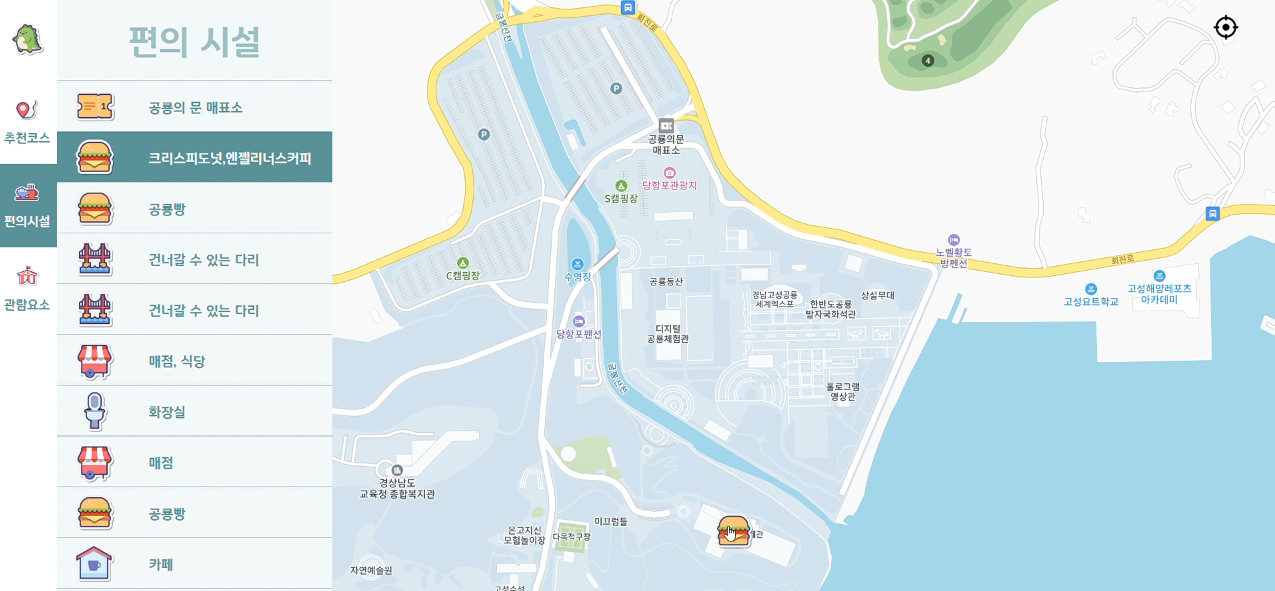 편의 시설
추천코스
편의시설
관람요소
공룡의 문 매표소
크리스피도넛,엔젤리너스커피
공룡빵
건너갈 수 있는 다리
건너갈 수 있는 다리
매점, 식당
화장실
매점
공룡빵
카페
회진로
4
P
P
공룡의문
매표소
당항포관광지
S캠핑장
C캠핑장
수영장
노벨황토
방펜션
회진로
고성해양레포츠
아카데미
고성요트학교
공룡동산
경남고성공룡
세계엑스포
상설무대
한반도공룡
발자국화석관
당항포펜션
디지털
공룡체험관
홀로그램
영상관
경상남도
교육청 종합복지관
미끄럼틀
온고지신
모험놀이장
다목적구장
자연예술원